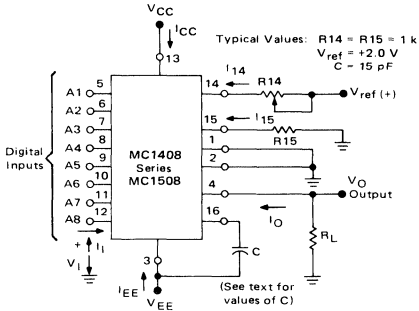 VCC
ICC
13
Typical Values: R14 = R15 = 1 k
Vref = +2.0 V
C = 15 pF
Digital
Inputs
A1 5
A2 6
A3 7
A4 8
A5 9
A6 10
A7 11
A8 12
MC1408
Series
MC1508
14 I14 R14 Vref (+)
15 I15 R15
1
2
4 VO
Output
IO
16
C
RL
+ II
VI
3
IEE
VEE
(See text for
values of C)